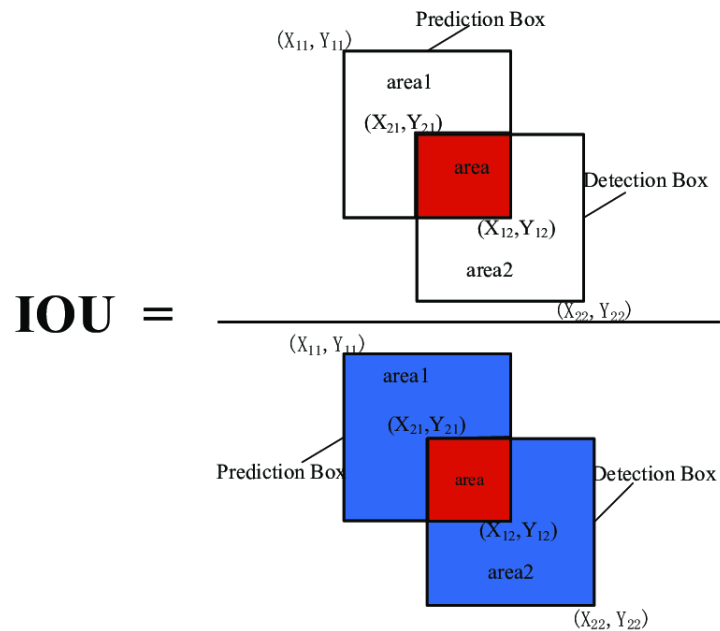 Prediction Box
(X₁₁, Y₁₁)
area1
(X₂₁,Y₂₁)
area
Detection Box
(X₁₂,Y₁₂)
area2
(X₂₂, Y₂₂)
IOU =
(X₁₁, Y₁₁)
area1
(X₂₁,Y₂₁)
Prediction Box
area
Detection Box
(X₁₂,Y₁₂)
area2
(X₂₂, Y₂₂)